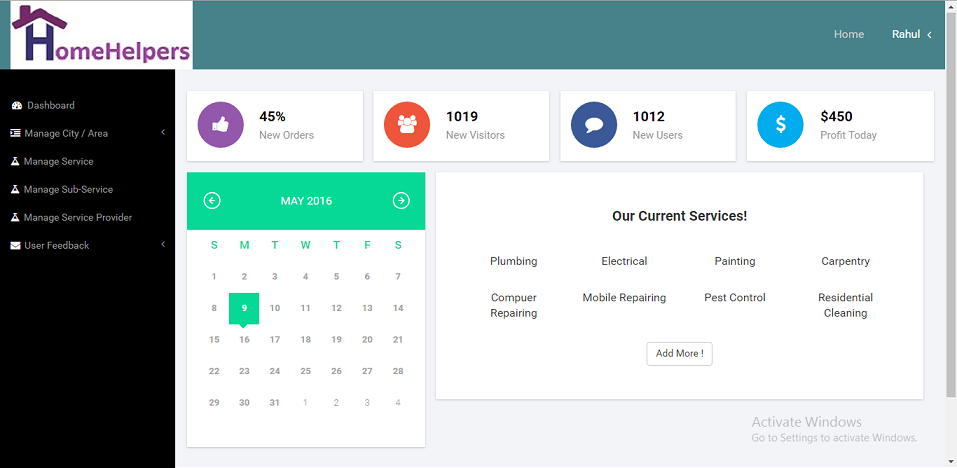 HomeHelpers
Home
Rahul
Dashboard
Manage City / Area
Manage Service
Manage Sub-Service
Manage Service Provider
User Feedback
45%
New Orders
1019
New Visitors
1012
New Users
$450
Profit Today
MAY 2016
S M T W T F S
1 2 3 4 5 6 7
8 9 10 11 12 13 14
15 16 17 18 19 20 21
22 23 24 25 26 27 28
29 30 31 1 2 3 4
Our Current Services!
Plumbing Electrical Painting Carpentry
Compuer Mobile Repairing Pest Control Residential
Repairing Cleaning
Add More !
Activate Windows
Go to Settings to activate Windows.